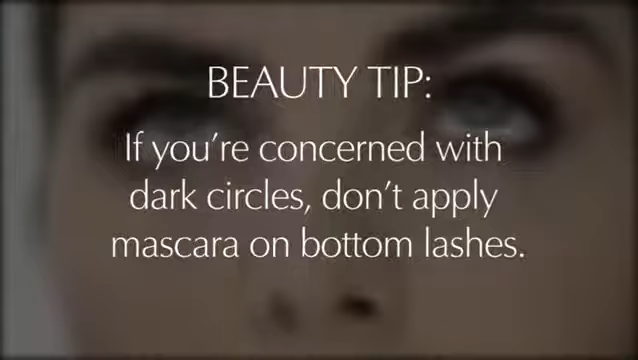 BEAUTY TIP:
If you’re concerned with
dark circles, don’t apply
mascara on bottom lashes.